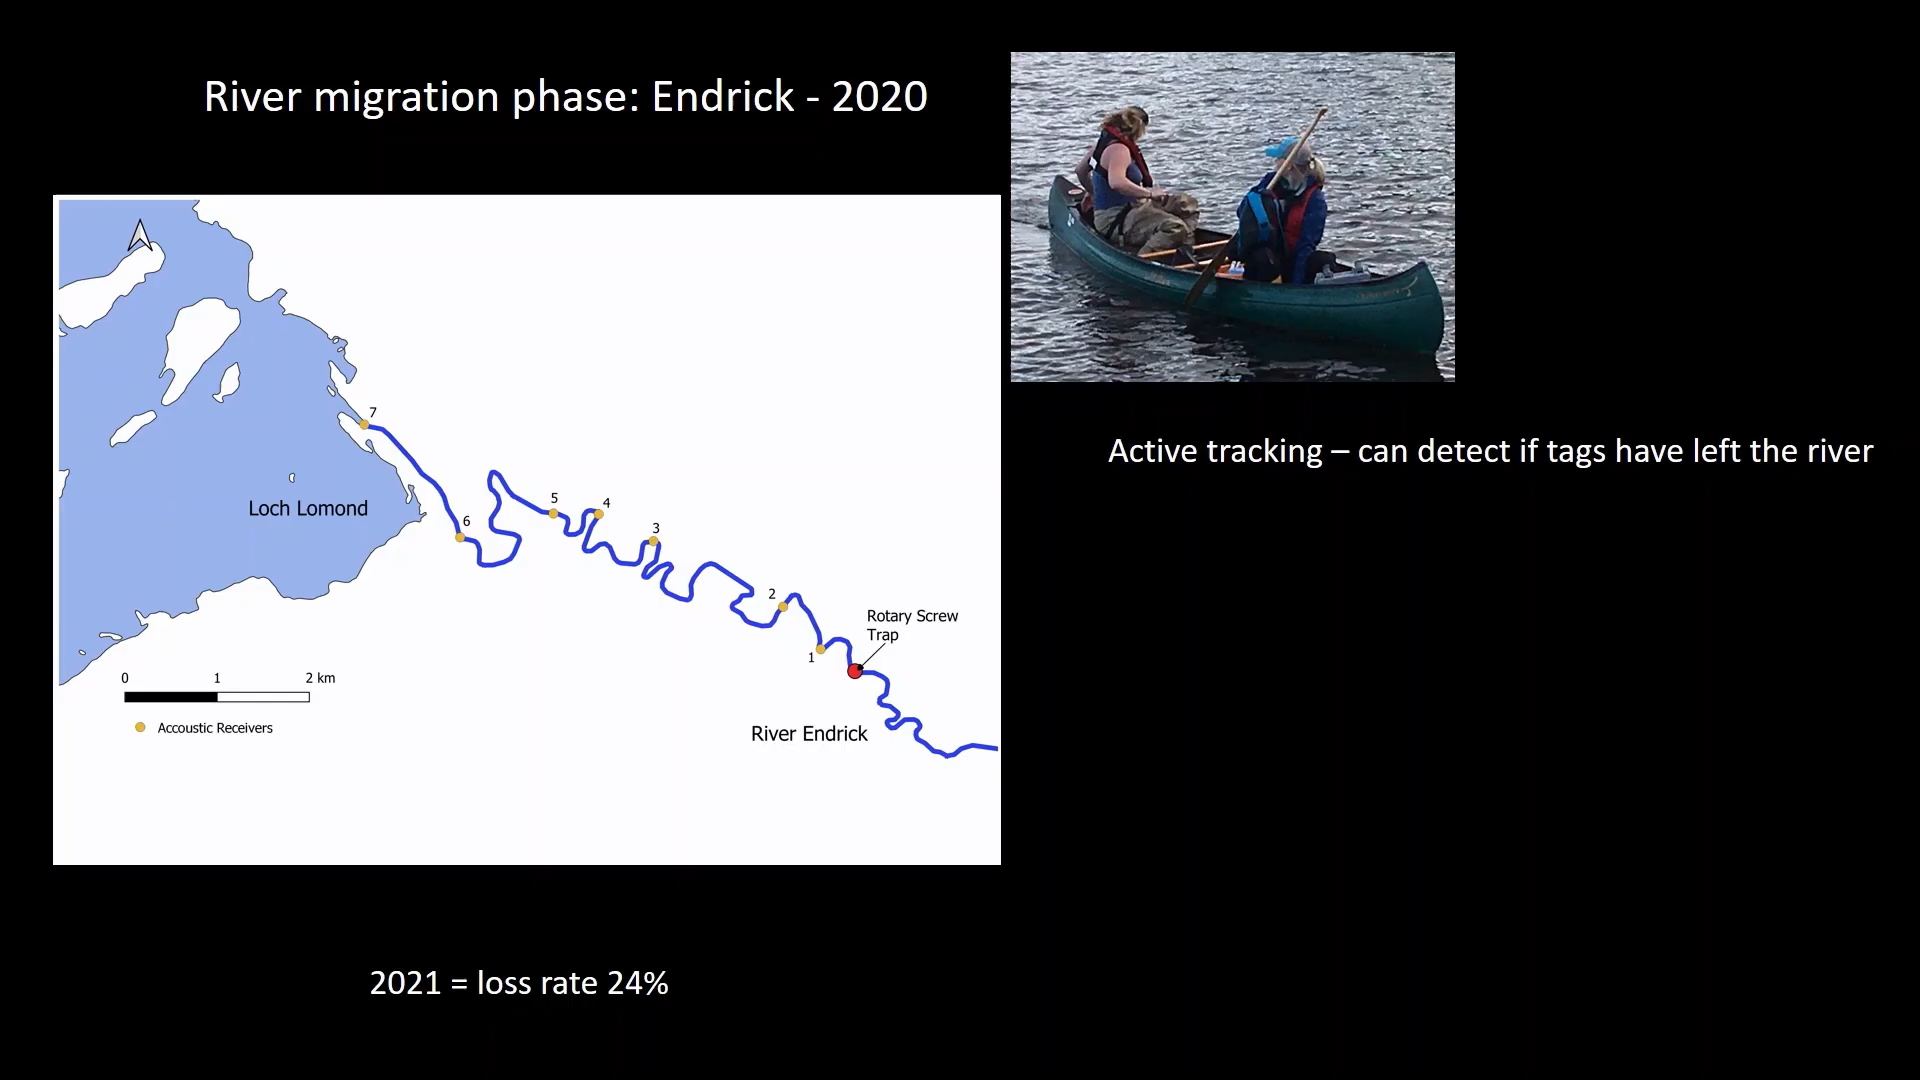 River migration phase: Endrick - 2020
Active tracking – can detect if tags have left the river
7
6
5
4
3
2
1
Loch Lomond
Rotary Screw
Trap
River Endrick
0 1 2 km
Accoustic Receivers
2021 = loss rate 24%